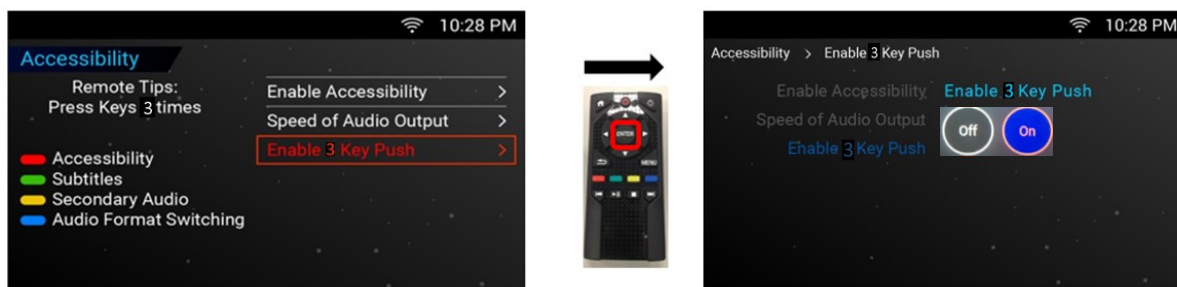 10:28 PM
Accessibility
Remote Tips:
Press Keys 3 times
Accessibility
Subtitles
Secondary Audio
Audio Format Switching
Enable Accessibility >
Speed of Audio Output >
Enable 3 Key Push >
ENTER
MENU
10:28 PM
Accessibility > Enable 3 Key Push
Enable Accessibility
Speed of Audio Output
Enable 3 Key Push
Enable 3 Key Push
Off On